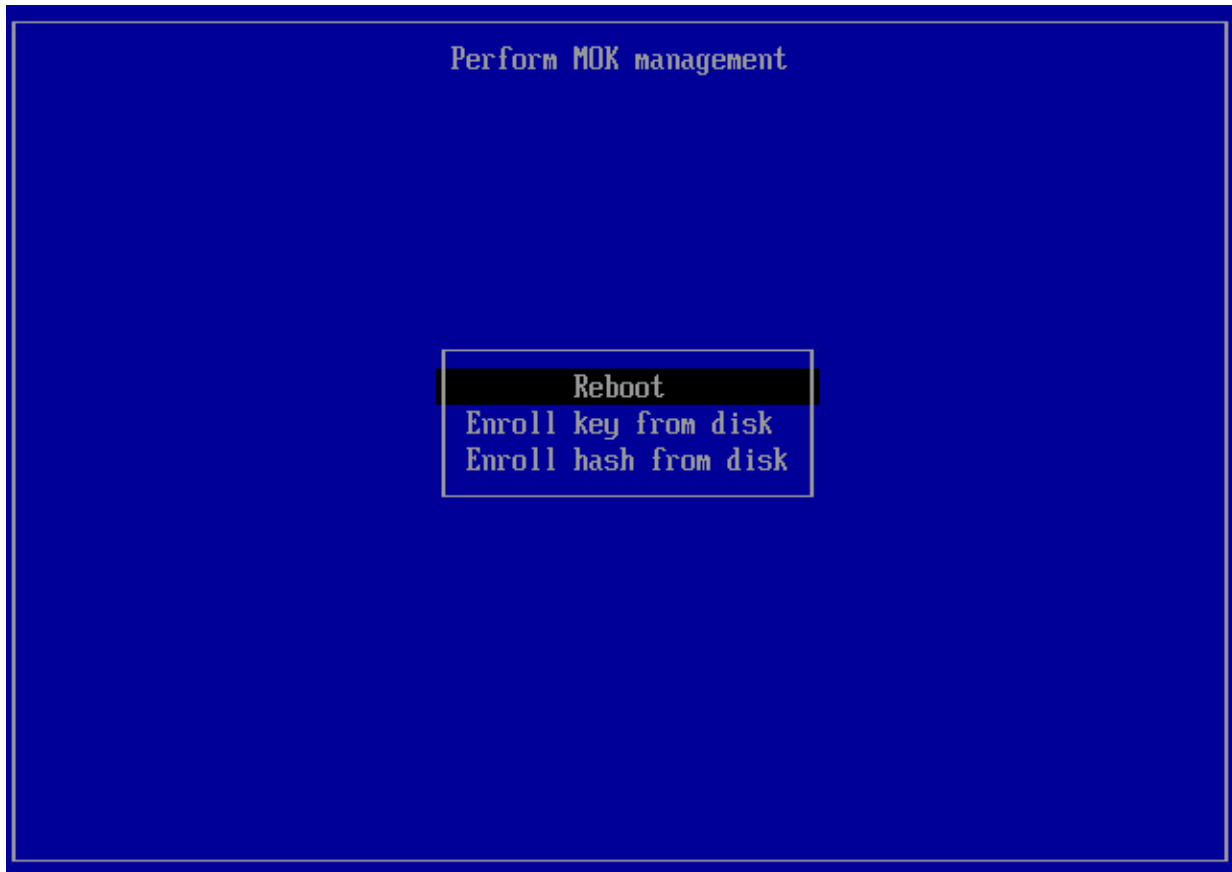 Perform MOK management
Reboot
Enroll key from disk
Enroll hash from disk